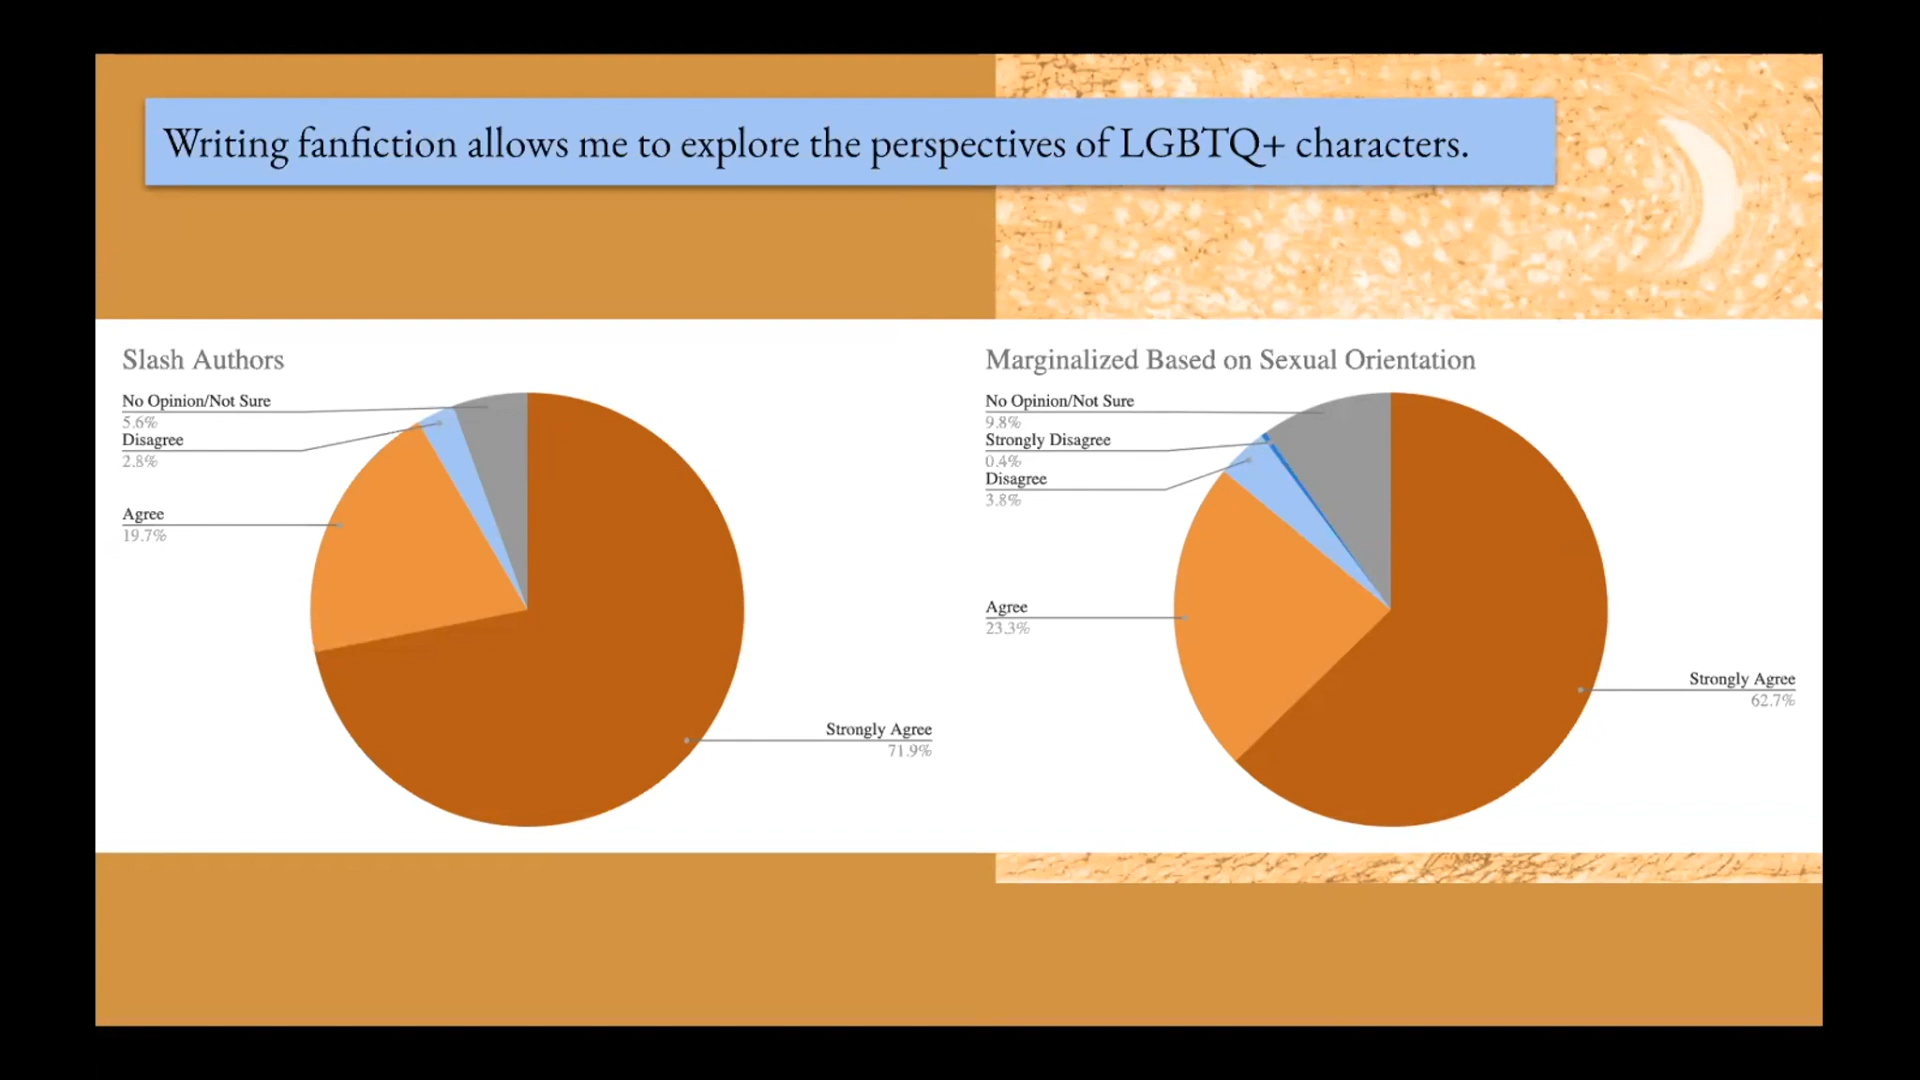 Writing fanfiction allows me to explore the perspectives of LGBTQ+ characters.
Slash Authors
No Opinion/Not Sure
5.6%
Disagree
2.8%
Agree
19.7%
Strongly Agree
71.9%
Marginalized Based on Sexual Orientation
No Opinion/Not Sure
9.8%
Strongly Disagree
0.4%
Disagree
3.8%
Agree
23.3%
Strongly Agree
62.7%